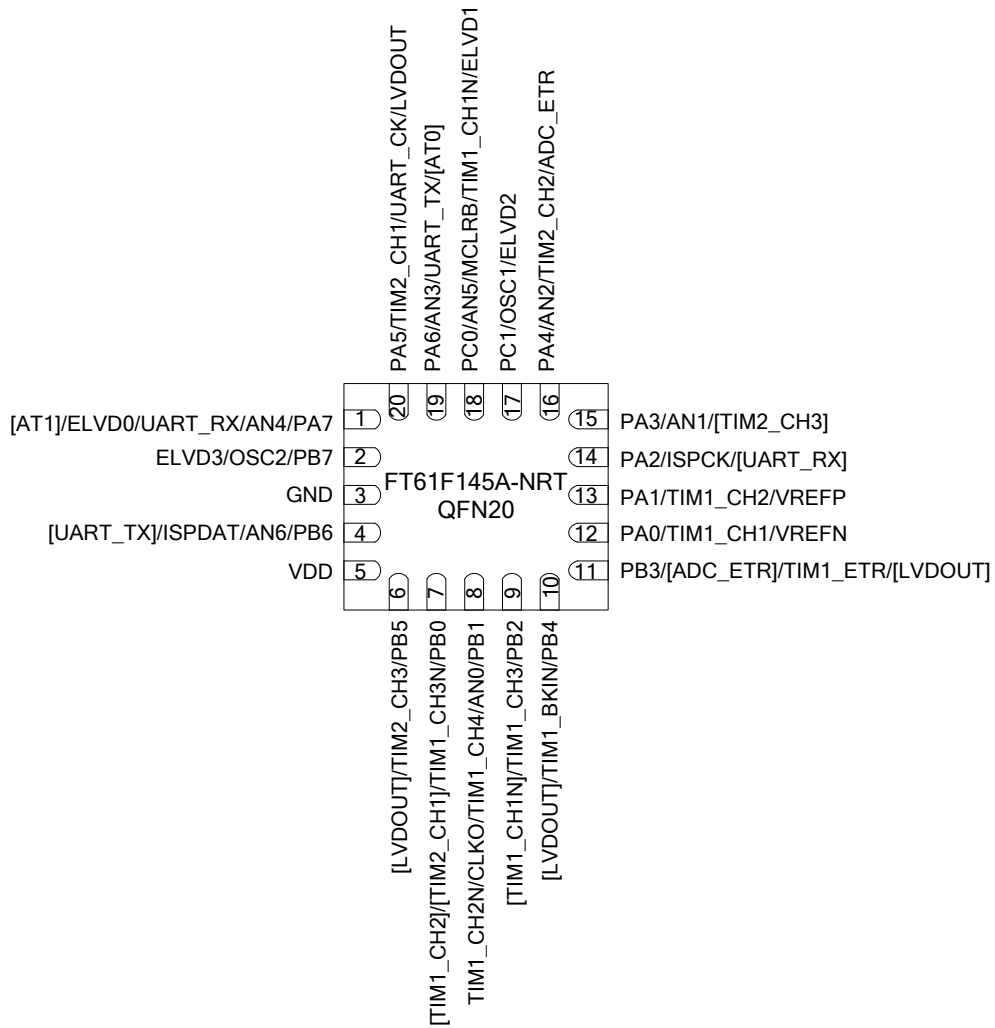 PA5/TIM2_CH1/UART_CK/LVDOUT
PA6/AN3/UART_TX/[AT0]
PC0/AN5/MCLRB/TIM1_CH1N/ELVD1
PC1/OSC1/ELVD2
PA4/AN2/TIM2_CH2/ADC_ETR
20
19
18
17
16
[AT1]/ELVD0/UART_RX/AN4/PA7 1
ELVD3/OSC2/PB7 2
GND 3
[UART_TX]/ISPDAT/AN6/PB6 4
VDD 5
FT61F145A-NRT
QFN20
15 PA3/AN1/[TIM2_CH3]
14 PA2/ISPCK/[UART_RX]
13 PA1/TIM1_CH2/VREFP
12 PA0/TIM1_CH1/VREFN
11 PB3/[ADC_ETR]/TIM1_ETR/[LVDOUT]
6
7
8
9
10
[LVDOUT]/TIM2_CH3/PB5
[TIM1_CH2]/[TIM2_CH1]/TIM1_CH3N/PB0
TIM1_CH2N/CLKO/TIM1_CH4/AN0/PB1
[TIM1_CH1N]/TIM1_CH3/PB2
[LVDOUT]/TIM1_BKIN/PB4